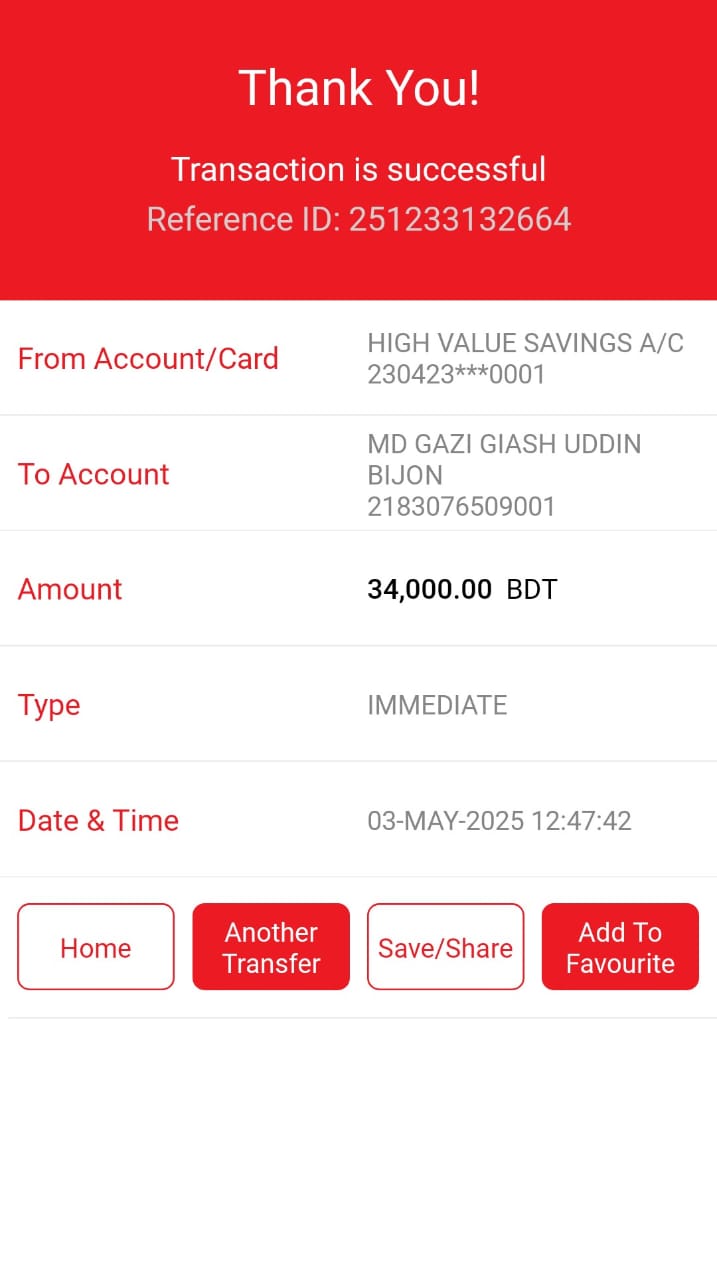 Thank You!
Transaction is successful
Reference ID: 251233132664
From Account/Card
HIGH VALUE SAVINGS A/C
230423***0001
To Account
MD GAZI GIASH UDDIN
BIJON
2183076509001
Amount
34,000.00 BDT
Type
IMMEDIATE
Date & Time
03-MAY-2025 12:47:42
Home
Another
Transfer
Save/Share
Add To
Favourite